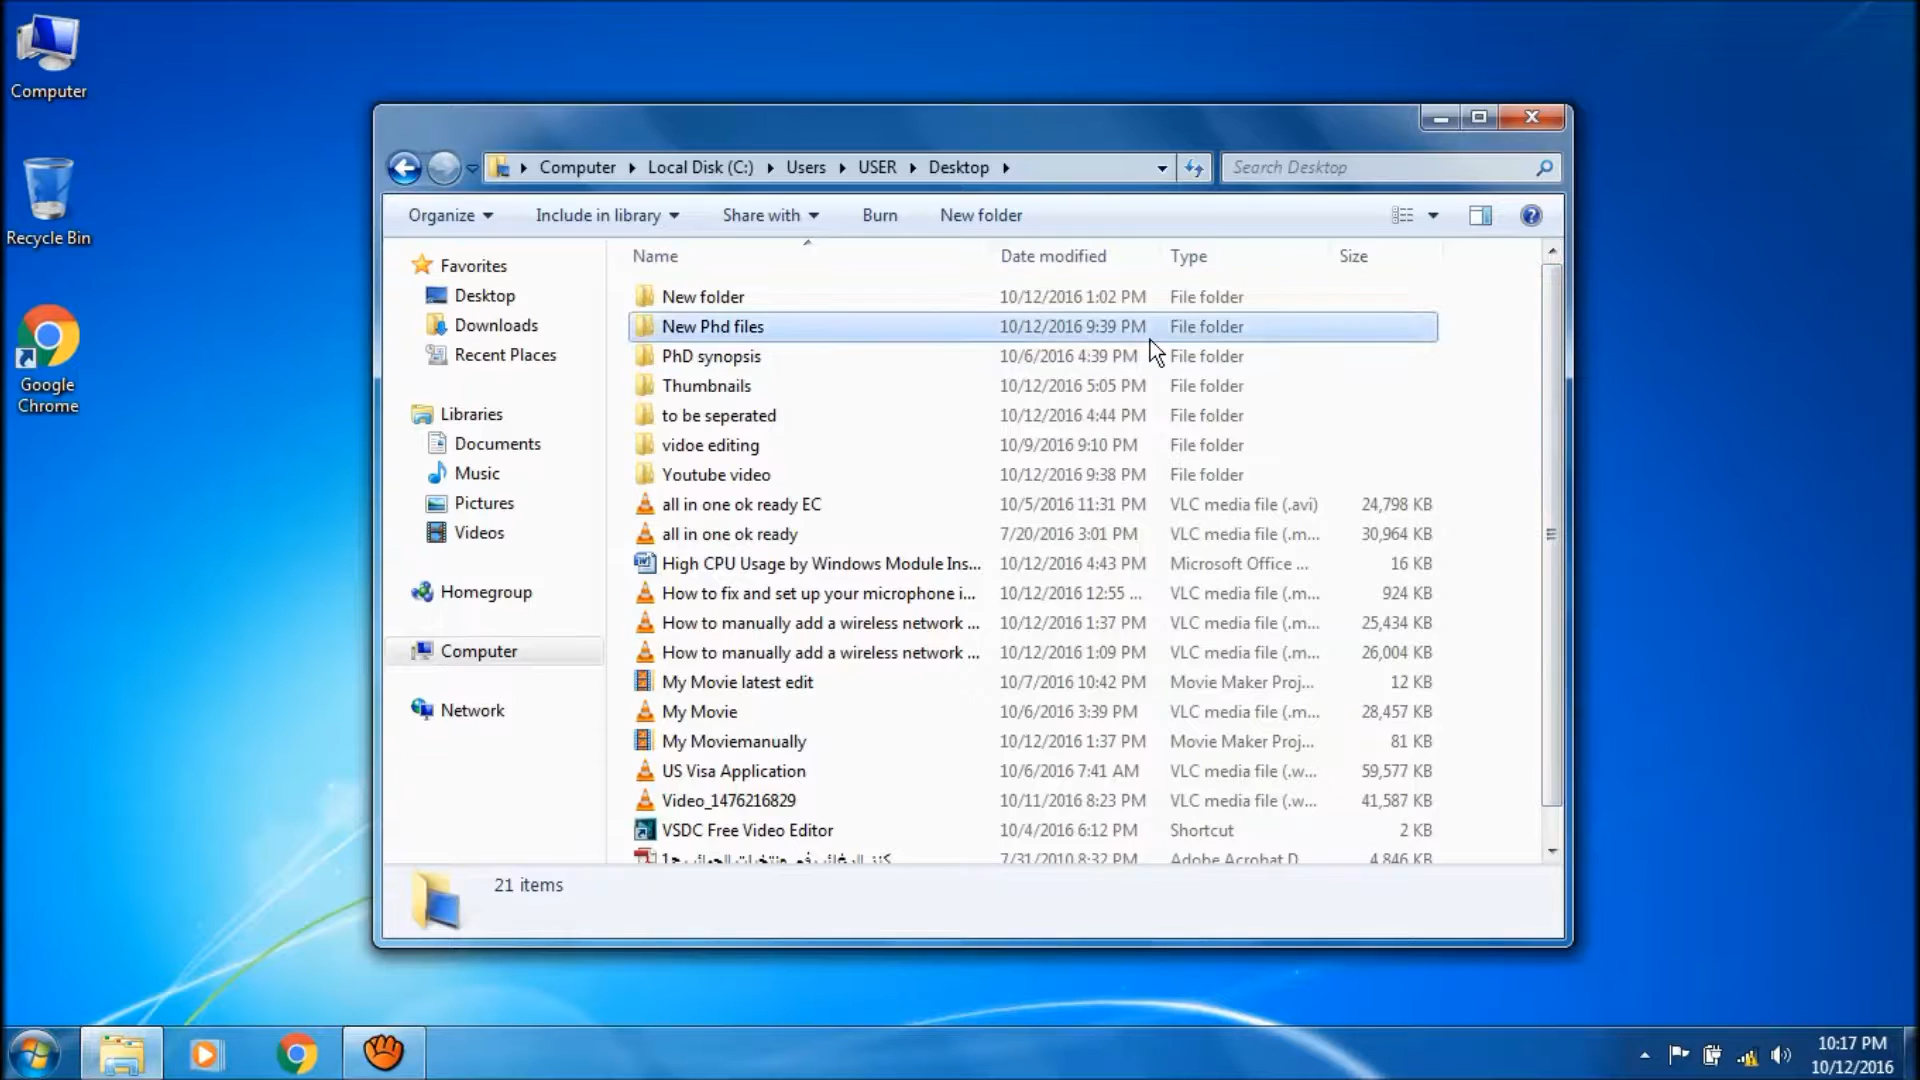 Computer
Recycle Bin
Google
Chrome
Computer Local Disk (C:) Users USER Desktop
Search Desktop
Organize Include in library Share with Burn New folder
Favorites
Desktop
Downloads
Recent Places
Libraries
Documents
Music
Pictures
Videos
Homegroup
Computer
Network
Name Date modified Type Size
New folder 10/12/2016 1:02 PM File folder
New Phd files 10/12/2016 9:39 PM File folder
PhD synopsis 10/6/2016 4:39 PM File folder
Thumbnails 10/12/2016 5:05 PM File folder
to be seperated 10/12/2016 4:44 PM File folder
vidoe editing 10/9/2016 9:10 PM File folder
Youtube video 10/12/2016 9:38 PM File folder
all in one ok ready EC 10/5/2016 11:31 PM VLC media file (.avi) 24,798 KB
all in one ok ready 7/20/2016 3:01 PM VLC media file (.m... 30,964 KB
High CPU Usage by Windows Module Ins... 10/12/2016 4:43 PM Microsoft Office ... 16 KB
How to fix and set up your microphone i... 10/12/2016 12:55 ... VLC media file (.m... 924 KB
How to manually add a wireless network ... 10/12/2016 1:37 PM VLC media file (.m... 25,434 KB
How to manually add a wireless network ... 10/12/2016 1:09 PM VLC media file (.m... 26,004 KB
My Movie latest edit 10/7/2016 10:42 PM Movie Maker Proj... 12 KB
My Movie 10/6/2016 3:39 PM VLC media file (.m... 28,457 KB
My Moviemanually 10/12/2016 1:37 PM Movie Maker Proj... 81 KB
US Visa Application 10/6/2016 7:41 AM VLC media file (.w... 59,577 KB
Video_1476216829 10/11/2016 8:23 PM VLC media file (.w... 41,587 KB
VSDC Free Video Editor 10/4/2016 6:12 PM Shortcut 2 KB
7/31/2010 8:32 PM Adobe Acrobat D... 4,846 KB
21 items
10:17 PM
10/12/2016